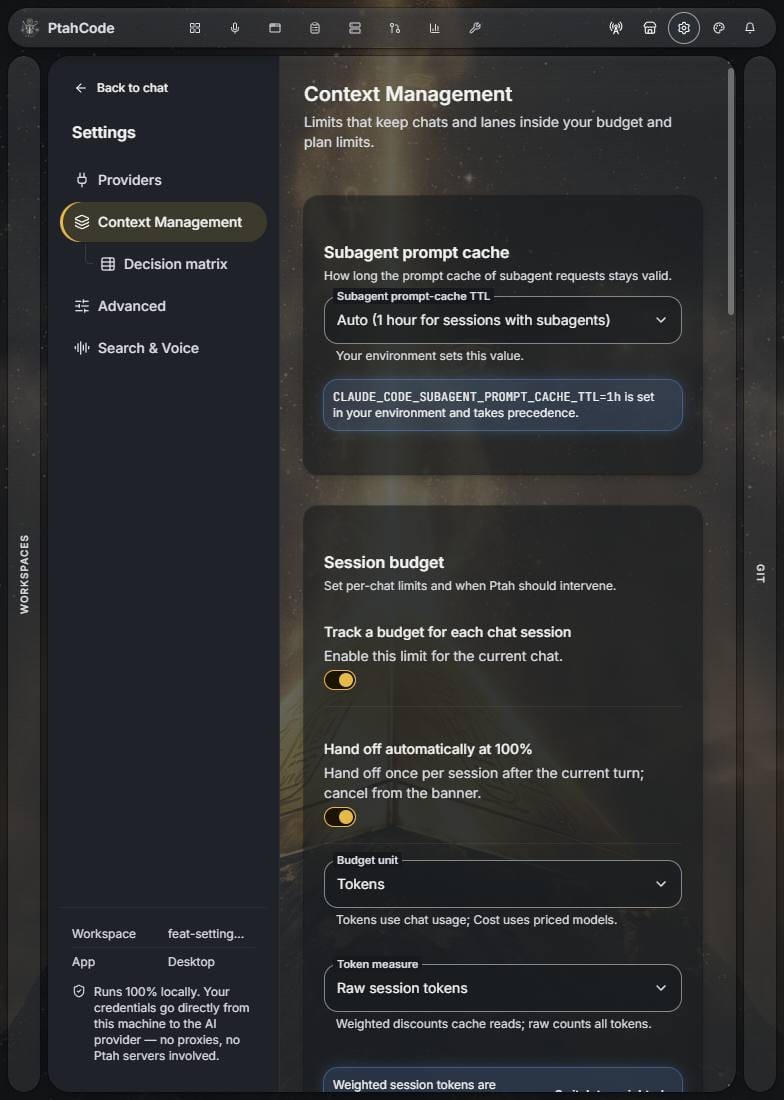 PtahCode
WORKSPACES
Back to chat
Settings
Providers
Context Management
Decision matrix
Advanced
Search & Voice
Workspace feat-setting...
App Desktop
Runs 100% locally. Your
credentials go directly from
this machine to the AI
provider — no proxies, no
Ptah servers involved.
Context Management
Limits that keep chats and lanes inside your budget and
plan limits.
Subagent prompt cache
How long the prompt cache of subagent requests stays valid.
Subagent prompt-cache TTL
Auto (1 hour for sessions with subagents)
Your environment sets this value.
CLAUDE_CODE_SUBAGENT_PROMPT_CACHE_TTL=1h is set
in your environment and takes precedence.
Session budget
Set per-chat limits and when Ptah should intervene.
Track a budget for each chat session
Enable this limit for the current chat.
Hand off automatically at 100%
Hand off once per session after the current turn;
cancel from the banner.
Budget unit
Tokens
Tokens use chat usage; Cost uses priced models.
Token measure
Raw session tokens
Weighted discounts cache reads; raw counts all tokens.
Weighted session tokens are
GIT